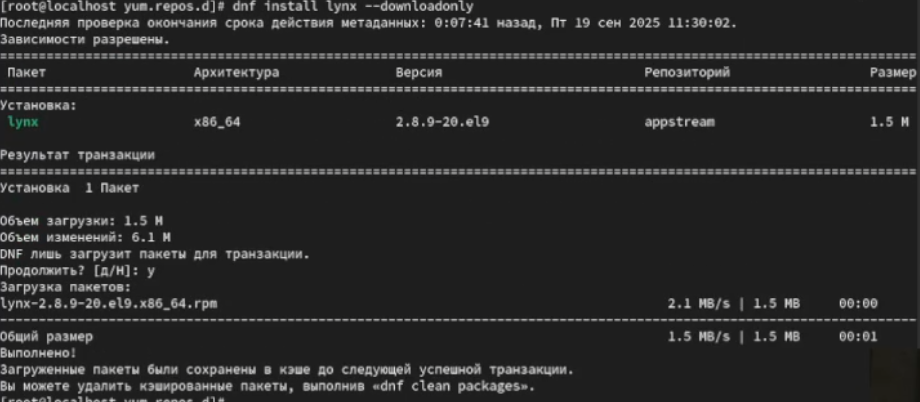 [root@localhost yum.repos.d]# dnf install lynx --downloadonly
Последняя проверка окончания срока действия метаданных: 0:07:41 назад, Пт 19 сен 2025 11:30:02.
Зависимости разрешены.
================================================================================
Пакет Архитектура Версия Репозиторий Размер
================================================================================
Установка:
lynx x86_64 2.8.9-20.el9 appstream 1.5 M
Результат транзакции
================================================================================
Установка 1 Пакет
Объем загрузки: 1.5 M
Объем изменений: 6.1 M
DNF лишь загрузит пакеты для транзакции.
Продолжить? [д/Н]: y
Загрузка пакетов:
lynx-2.8.9-20.el9.x86_64.rpm 2.1 MB/s | 1.5 MB 00:00
--------------------------------------------------------------------------------
Общий размер 1.5 MB/s | 1.5 MB 00:01
Выполнено!
Загруженные пакеты были сохранены в кэше до следующей успешной транзакции.
Вы можете удалить кэшированные пакеты, выполнив «dnf clean packages».
[root@localhost yum.repos.d]#